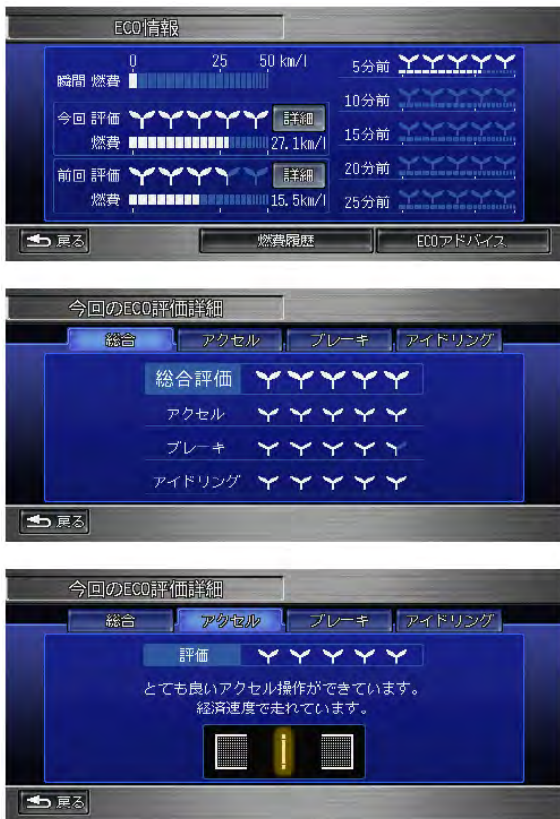 ECO情報
0 25 50 km/l
瞬間 燃費
今回 評価 詳細
燃費 27.1km/l
前回 評価 詳細
燃費 15.5km/l
5分前
10分前
15分前
20分前
25分前
戻る 燃費履歴 ECOアドバイス
今回のECO評価詳細
総合 アクセル ブレーキ アイドリング
総合評価
アクセル
ブレーキ
アイドリング
戻る
今回のECO評価詳細
総合 アクセル ブレーキ アイドリング
評価
とても良いアクセル操作ができています。
経済速度で走れています。
戻る